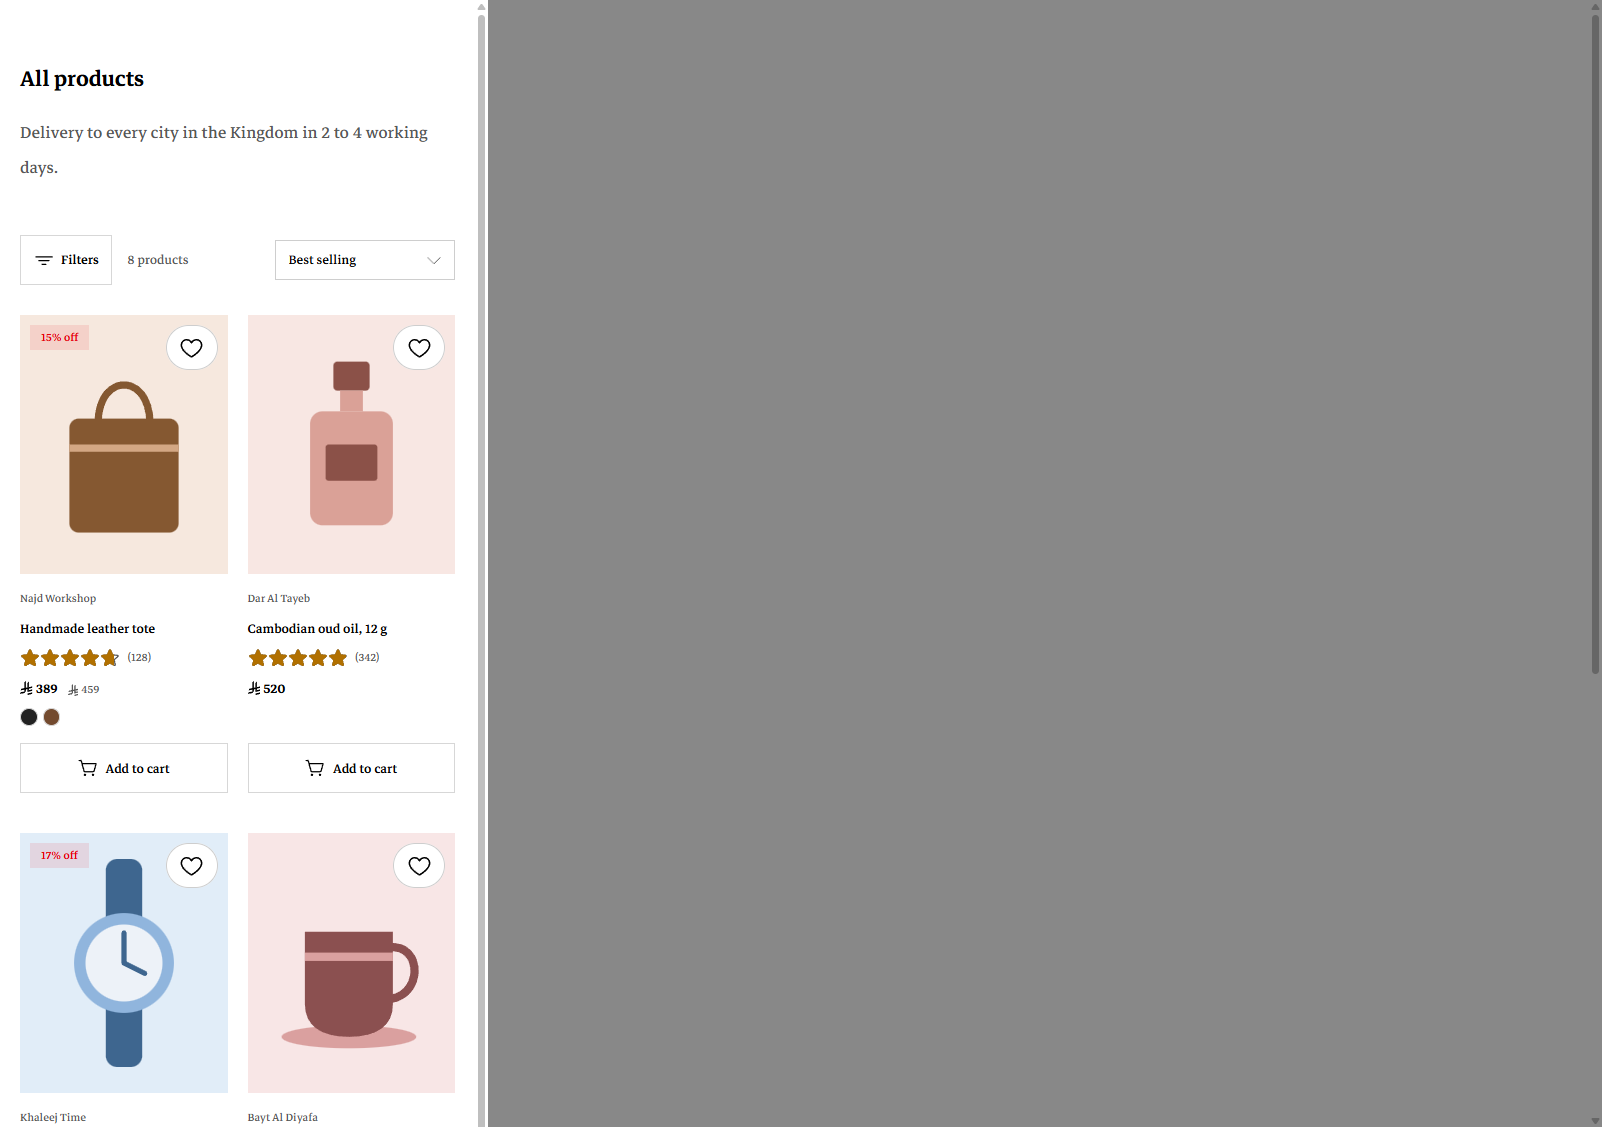 All products
Delivery to every city in the Kingdom in 2 to 4 working
days.
Filters
8 products
Best selling
15% off
Najd Workshop
Handmade leather tote
(128)
⃁ 389 ⃁ 459
Add to cart
Dar Al Tayeb
Cambodian oud oil, 12 g
(342)
⃁ 520
Add to cart
17% off
Khaleej Time
Bayt Al Diyafa